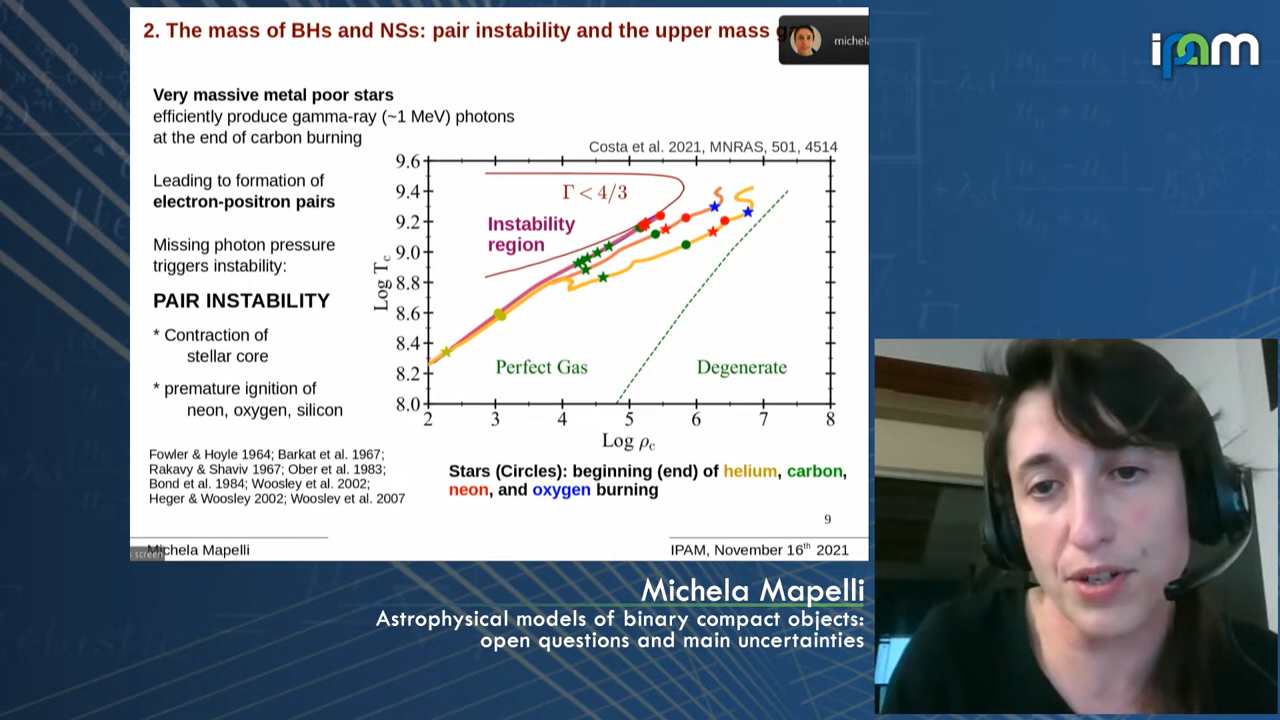 2. The mass of BHs and NSs: pair instability and the upper mass
michela
ipam
Very massive metal poor stars
efficiently produce gamma-ray (~1 MeV) photons
at the end of carbon burning
Leading to formation of
electron-positron pairs
Missing photon pressure
triggers instability:
PAIR INSTABILITY
* Contraction of
stellar core
* premature ignition of
neon, oxygen, silicon
Fowler & Hoyle 1964; Barkat et al. 1967;
Rakavy & Shaviv 1967; Ober et al. 1983;
Bond et al. 1984; Woosley et al. 2002;
Heger & Woosley 2002; Woosley et al. 2007
Costa et al. 2021, MNRAS, 501, 4514
9.6
9.4
9.2
9.0
8.8
8.6
8.4
8.2
8.0
Log Tc
Γ < 4/3
Instability
region
Perfect Gas
Degenerate
2 3 4 5 6 7 8
Log ρc
Stars (Circles): beginning (end) of helium, carbon,
neon, and oxygen burning
9
Michela Mapelli
screen
IPAM, November 16th 2021
Michela Mapelli
Astrophysical models of binary compact objects:
open questions and main uncertainties